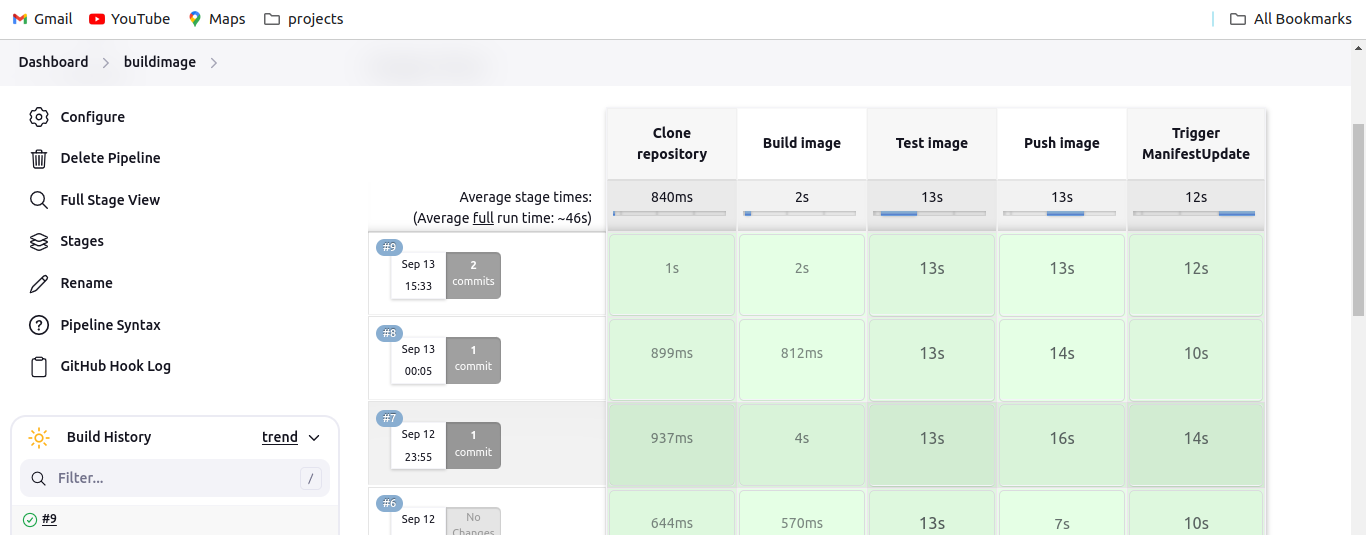 Gmail YouTube Maps projects All Bookmarks
Dashboard buildimage
Configure
Delete Pipeline
Full Stage View
Stages
Rename
Pipeline Syntax
GitHub Hook Log
Build History trend
Filter... /
#9
Clone repository Build image Test image Push image Trigger ManifestUpdate
Average stage times: 840ms 2s 13s 13s 12s
(Average full run time: ~46s)
#9
Sep 13 15:33 2 commits 1s 2s 13s 13s 12s
#8
Sep 13 00:05 1 commit 899ms 812ms 13s 14s 10s
#7
Sep 12 23:55 1 commit 937ms 4s 13s 16s 14s
#6
Sep 12 No Changes 644ms 570ms 13s 7s 10s